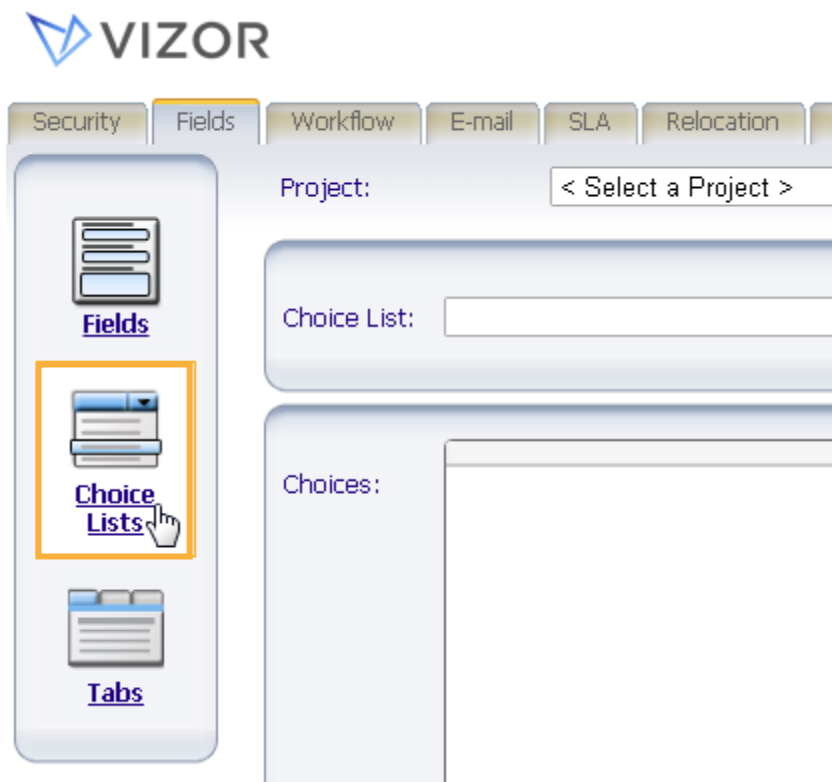 VIZOR
Security Fields Workflow E-mail SLA Relocation
Project: < Select a Project >
Fields
Choice List:
Choice
Lists
Choices:
Tabs